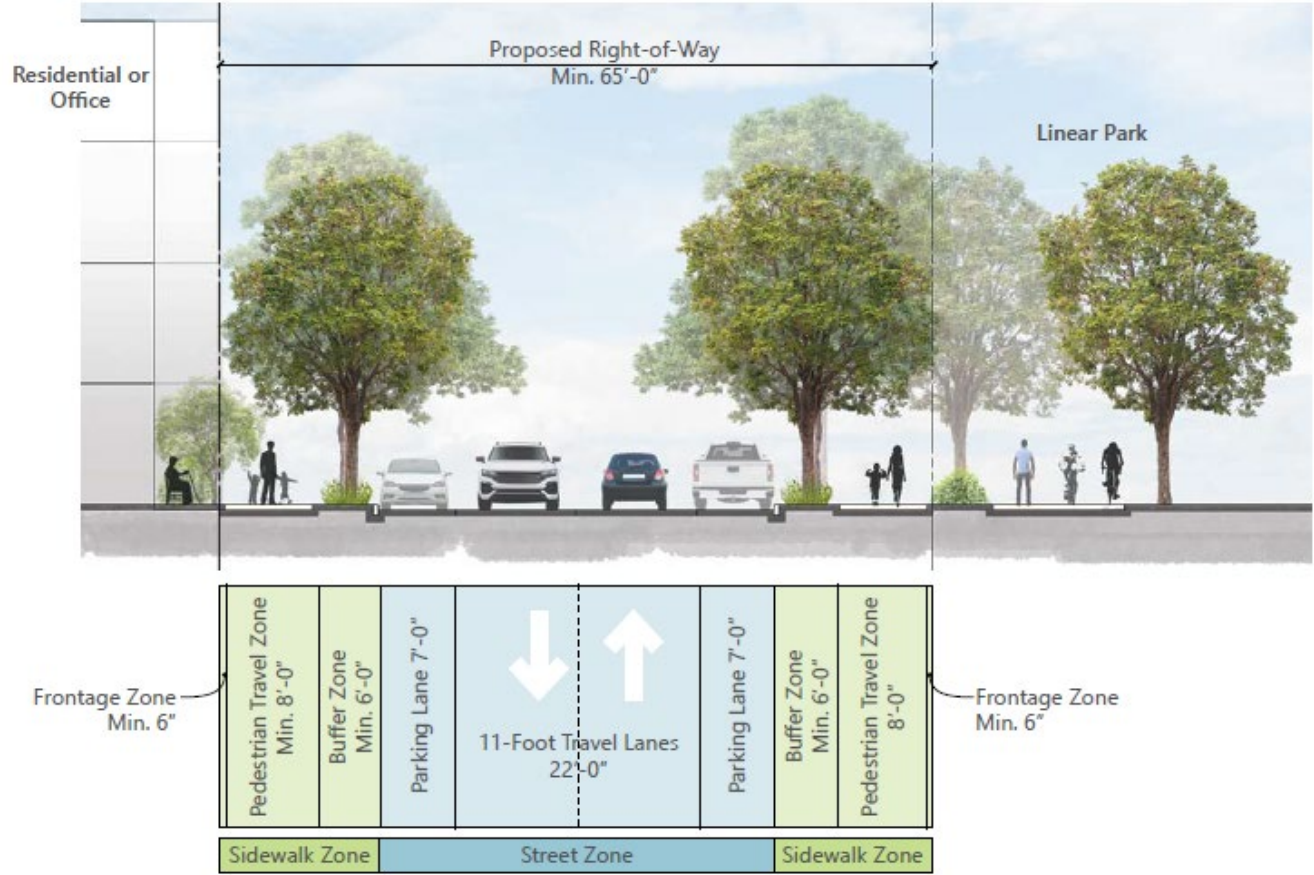 Proposed Right-of-Way
Min. 65'-0"
Residential or
Office
Linear Park
Frontage Zone
Min. 6"
Pedestrian Travel Zone
Min. 8'-0"
Buffer Zone
Min. 6'-0"
Parking Lane 7'-0"
11-Foot Travel Lanes
22'-0"
Parking Lane 7'-0"
Buffer Zone
Min. 6'-0"
Pedestrian Travel Zone
8'-0"
Frontage Zone
Min. 6"
Sidewalk Zone
Street Zone
Sidewalk Zone